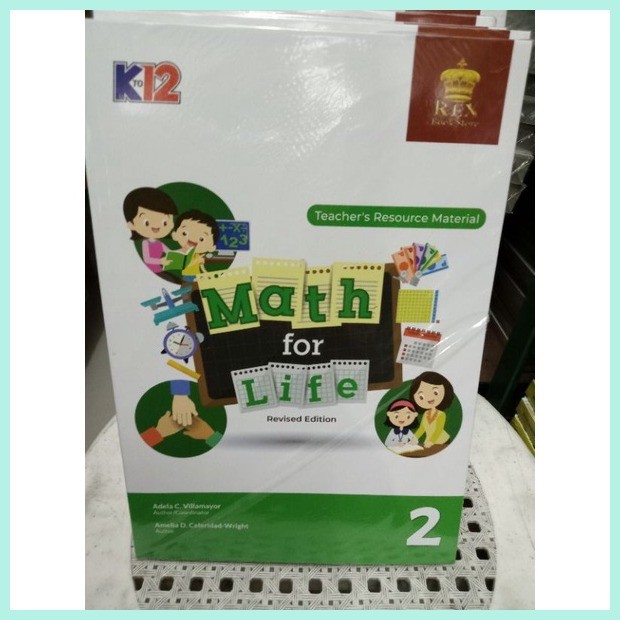 K TO 12
REX
Book Store
Teacher's Resource Material
+-×÷
123
Math
for
Life
Revised Edition
Adela C. Villamayor
Author/Coordinator
Amelia D. Celeridad-Wright
Author
2